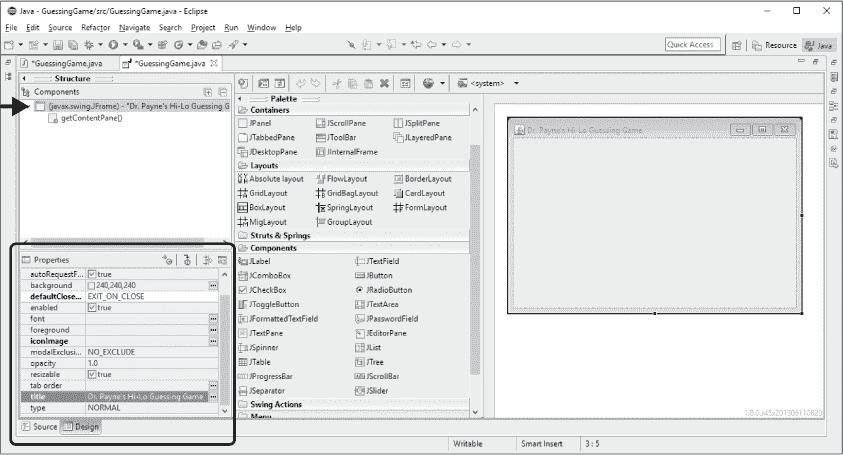 Java - GuessingGame/src/GuessingGame.java - Eclipse
File Edit Source Refactor Navigate Search Project Run Window Help
Quick Access
Resource
Java
*GuessingGame.java
*GuessingGame.java
Structure
Components
(javax.swing.JFrame) - "Dr. Payne's Hi-Lo Guessing G
getContentPane()
Properties
autoRequestF... true
background 240,240,240
defaultClose... EXIT_ON_CLOSE
enabled true
font
foreground
iconImage
modalExclusi... NO_EXCLUDE
opacity 1.0
resizable true
tab order
title Dr. Payne's Hi-Lo Guessing Game
type NORMAL
Source Design
<system>
Palette
Containers
JPanel JScrollPane JSplitPane
JTabbedPane JToolBar JLayeredPane
JDesktopPane JInternalFrame
Layouts
Absolute layout FlowLayout BorderLayout
GridLayout GridBagLayout CardLayout
BoxLayout SpringLayout FormLayout
MigLayout GroupLayout
Struts & Springs
Components
JLabel JTextField
JComboBox JButton
JCheckBox JRadioButton
JToggleButton JTextArea
JFormattedTextField JPasswordField
JTextPane JEditorPane
JSpinner JList
JTable JTree
JProgressBar JScrollBar
JSeparator JSlider
Swing Actions
Menu
Dr. Payne's Hi-Lo Guessing Game
1.8.0.r45x201506110820
Writable Smart Insert 3 : 5